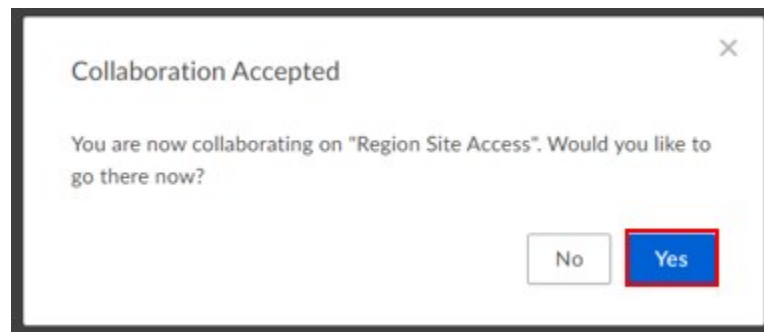 Collaboration Accepted
You are now collaborating on "Region Site Access". Would you like to
go there now?
No
Yes